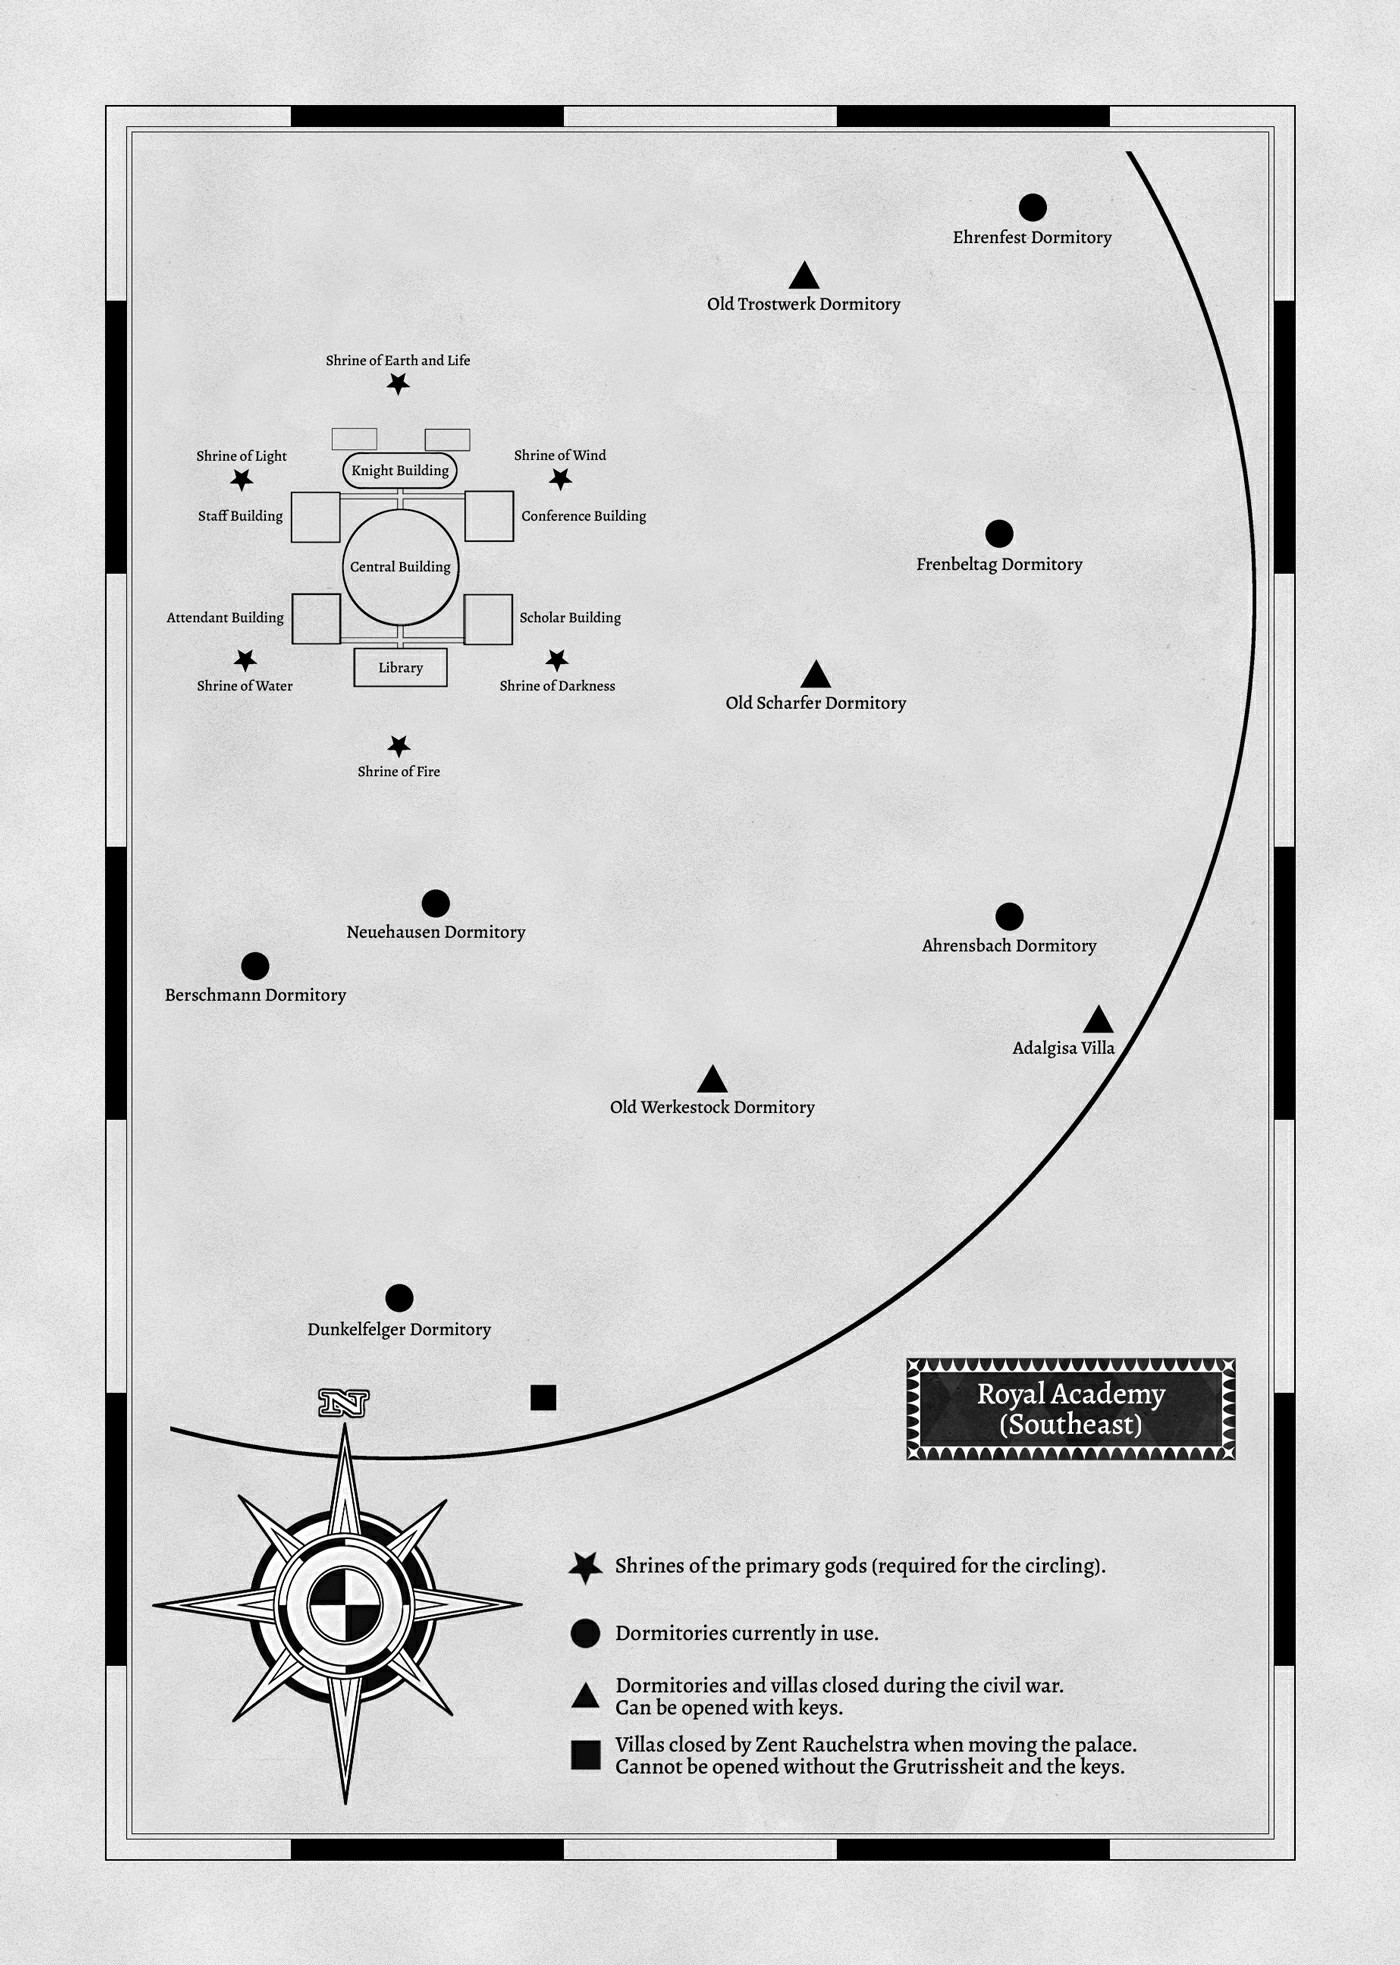 Ehrenfest Dormitory
Old Trostwerk Dormitory
Shrine of Earth and Life
Shrine of Light
Knight Building
Shrine of Wind
Staff Building
Conference Building
Central Building
Frenbeltag Dormitory
Attendant Building
Scholar Building
Library
Shrine of Water
Shrine of Darkness
Old Scharfer Dormitory
Shrine of Fire
Neuehausen Dormitory
Ahrensbach Dormitory
Berschmann Dormitory
Adalgisa Villa
Old Werkestock Dormitory
Dunkelfelger Dormitory
N
Royal Academy
(Southeast)
Shrines of the primary gods (required for the circling).
Dormitories currently in use.
Dormitories and villas closed during the civil war.
Can be opened with keys.
Villas closed by Zent Rauchelstra when moving the palace.
Cannot be opened without the Grutrissheit and the keys.